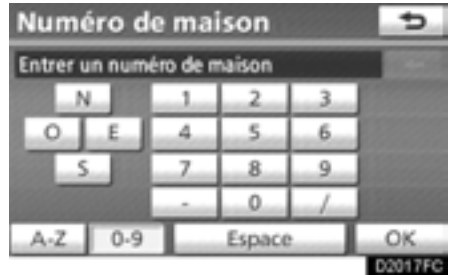 Numéro de maison
Entrer un numéro de maison
N 1 2 3
O E 4 5 6
S 7 8 9
- 0 /
A-Z 0-9 Espace OK
D2017FC